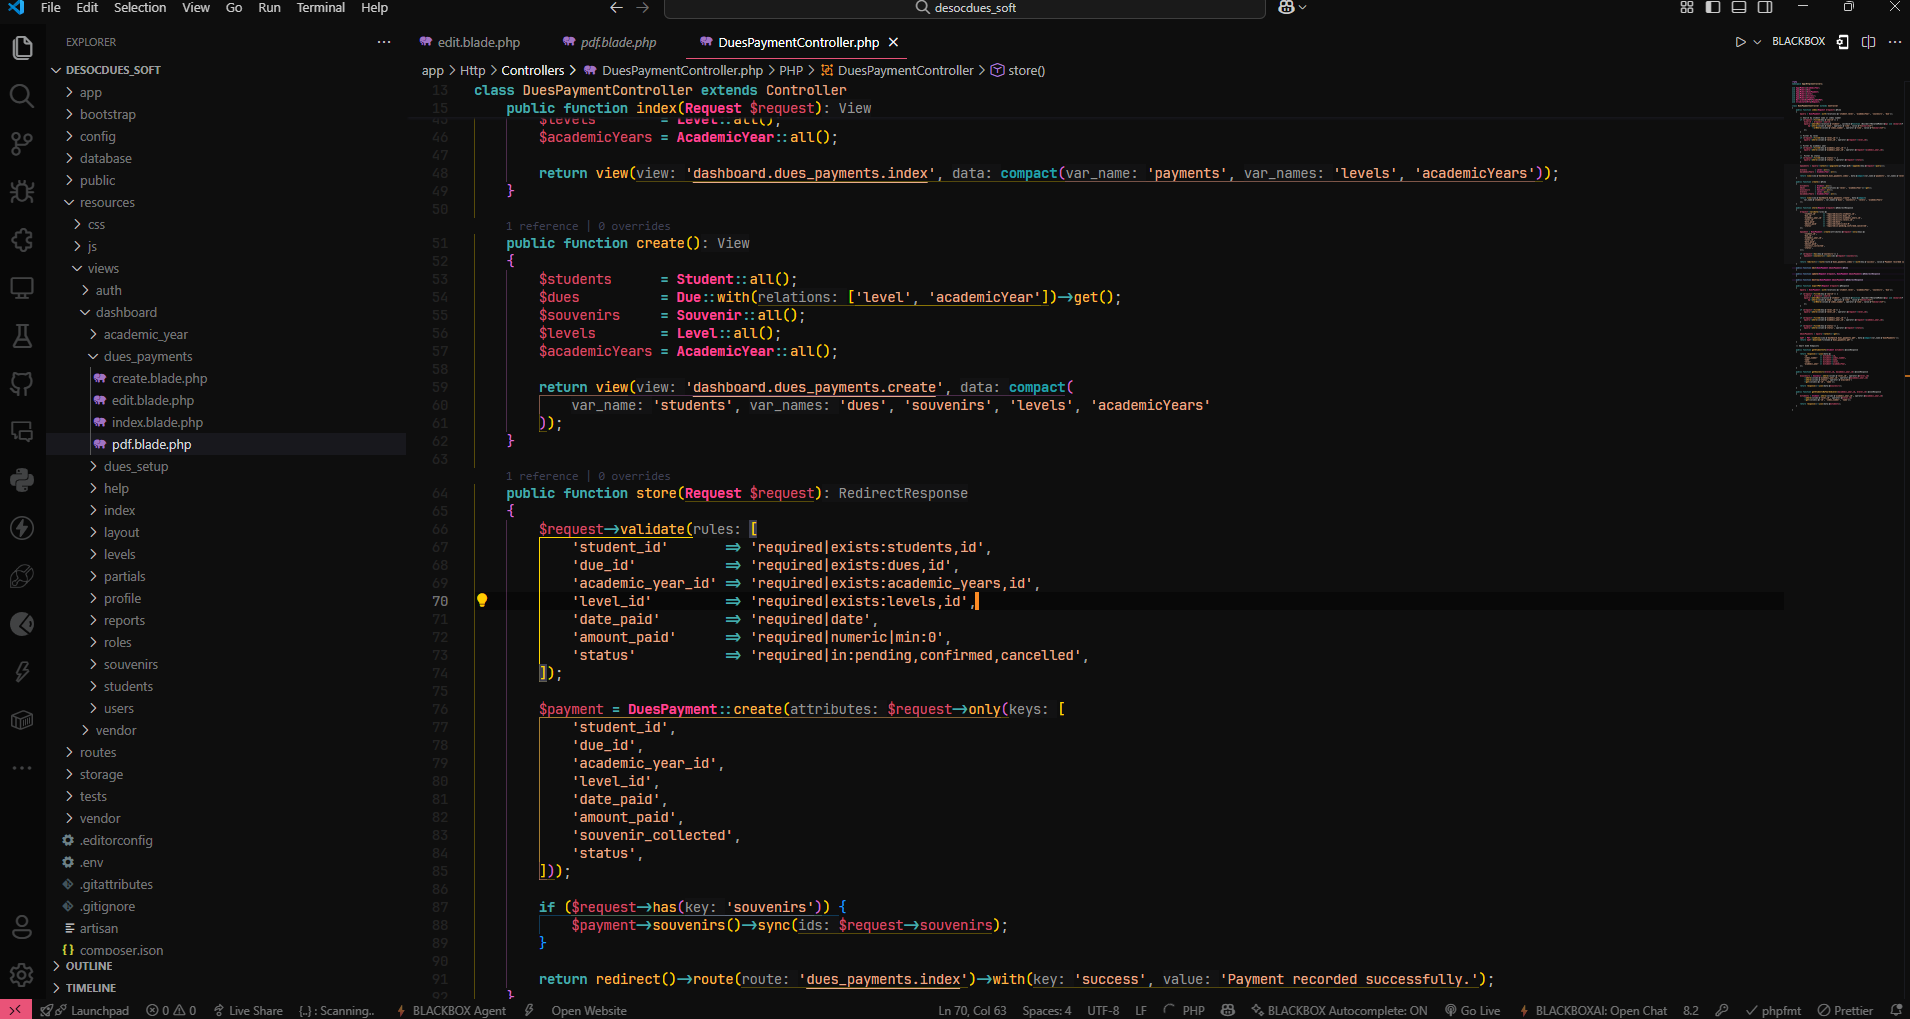 File Edit Selection View Go Run Terminal Help
desocdues_soft
EXPLORER
DESOCDUES_SOFT
app
bootstrap
config
database
public
resources
css
js
views
auth
dashboard
academic_year
dues_payments
create.blade.php
edit.blade.php
index.blade.php
pdf.blade.php
dues_setup
help
index
layout
levels
partials
profile
reports
roles
souvenirs
students
users
vendor
routes
storage
tests
vendor
.editorconfig
.env
.gitattributes
.gitignore
artisan
composer.json
OUTLINE
TIMELINE
edit.blade.php pdf.blade.php DuesPaymentController.php
BLACKBOX
app > Http > Controllers > DuesPaymentController.php > PHP > DuesPaymentController > store()
13 class DuesPaymentController extends Controller
15 public function index(Request $request): View
45 $levels = Level::all();
46 $academicYears = AcademicYear::all();
47
48 return view(view: 'dashboard.dues_payments.index', data: compact(var_name: 'payments', var_names: 'levels', 'academicYears'));
49 }
50
1 reference | 0 overrides
51 public function create(): View
52 {
53 $students = Student::all();
54 $dues = Due::with(relations: ['level', 'academicYear'])->get();
55 $souvenirs = Souvenir::all();
56 $levels = Level::all();
57 $academicYears = AcademicYear::all();
58
59 return view(view: 'dashboard.dues_payments.create', data: compact(
60 var_name: 'students', var_names: 'dues', 'souvenirs', 'levels', 'academicYears'
61 ));
62 }
63
1 reference | 0 overrides
64 public function store(Request $request): RedirectResponse
65 {
66 $request->validate(rules: [
67 'student_id' => 'required|exists:students,id',
68 'due_id' => 'required|exists:dues,id',
69 'academic_year_id' => 'required|exists:academic_years,id',
70 'level_id' => 'required|exists:levels,id',
71 'date_paid' => 'required|date',
72 'amount_paid' => 'required|numeric|min:0',
73 'status' => 'required|in:pending,confirmed,cancelled',
74 ]);
75
76 $payment = DuesPayment::create(attributes: $request->only(keys: [
77 'student_id',
78 'due_id',
79 'academic_year_id',
80 'level_id',
81 'date_paid',
82 'amount_paid',
83 'souvenir_collected',
84 'status',
85 ]));
86
87 if ($request->has(key: 'souvenirs')) {
88 $payment->souvenirs()->sync(ids: $request->souvenirs);
89 }
90
91 return redirect()->route(route: 'dues_payments.index')->with(key: 'success', value: 'Payment recorded successfully.');
92 }
Launchpad 0 0 Live Share {..} : Scanning.. BLACKBOX Agent Open Website Ln 70, Col 63 Spaces: 4 UTF-8 LF PHP BLACKBOX Autocomplete: ON Go Live BLACKBOXAI: Open Chat 8.2 phpfmt Prettier